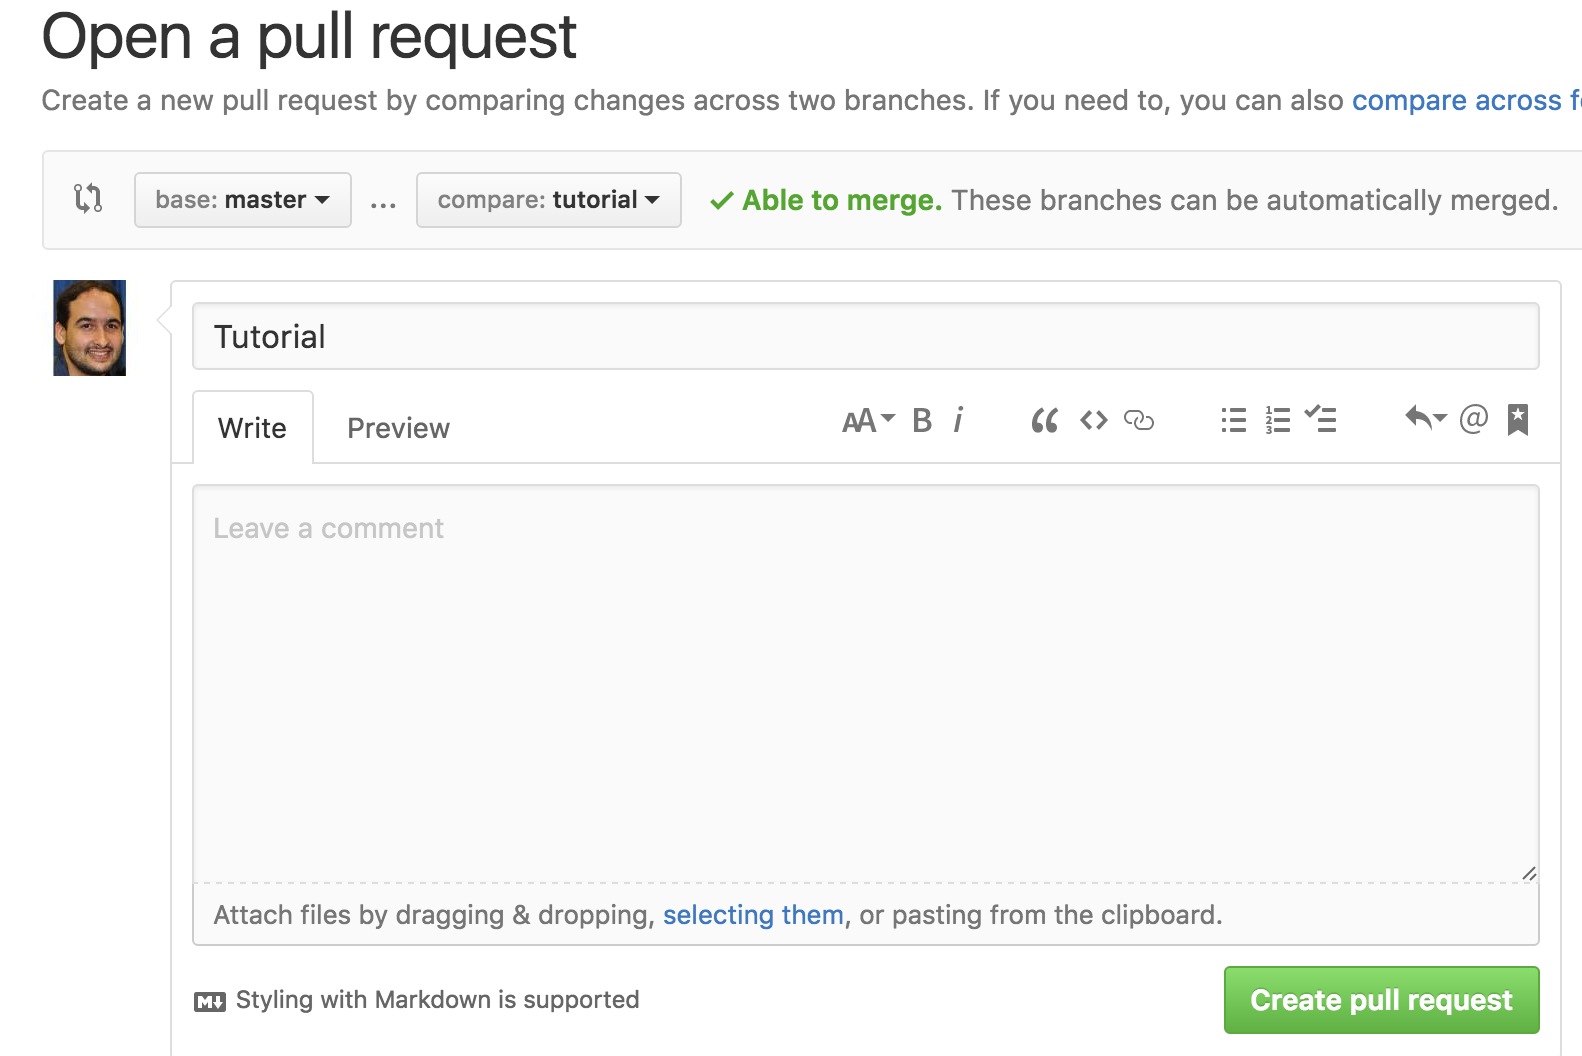 Open a pull request
Create a new pull request by comparing changes across two branches. If you need to, you can also compare across
base: master ... compare: tutorial Able to merge. These branches can be automatically merged.
Tutorial
Write Preview AA B i “ <> 1 2 3 @
Leave a comment
Attach files by dragging & dropping, selecting them, or pasting from the clipboard.
M Styling with Markdown is supported Create pull request